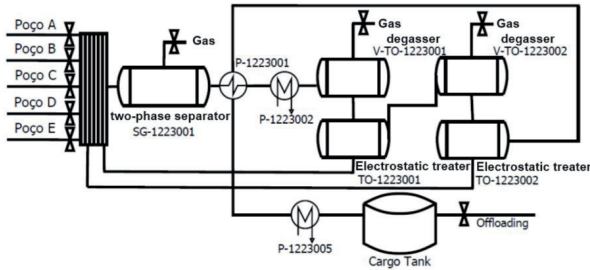 Poço A
Poço B
Poço C
Poço D
Poço E
Gas
two-phase separator
SG-1223001
P-1223001
P-1223002
Gas
degasser
V-TO-1223001
Gas
degasser
V-TO-1223002
Electrostatic treater
TO-1223001
Electrostatic treater
TO-1223002
P-1223005
Cargo Tank
Offloading